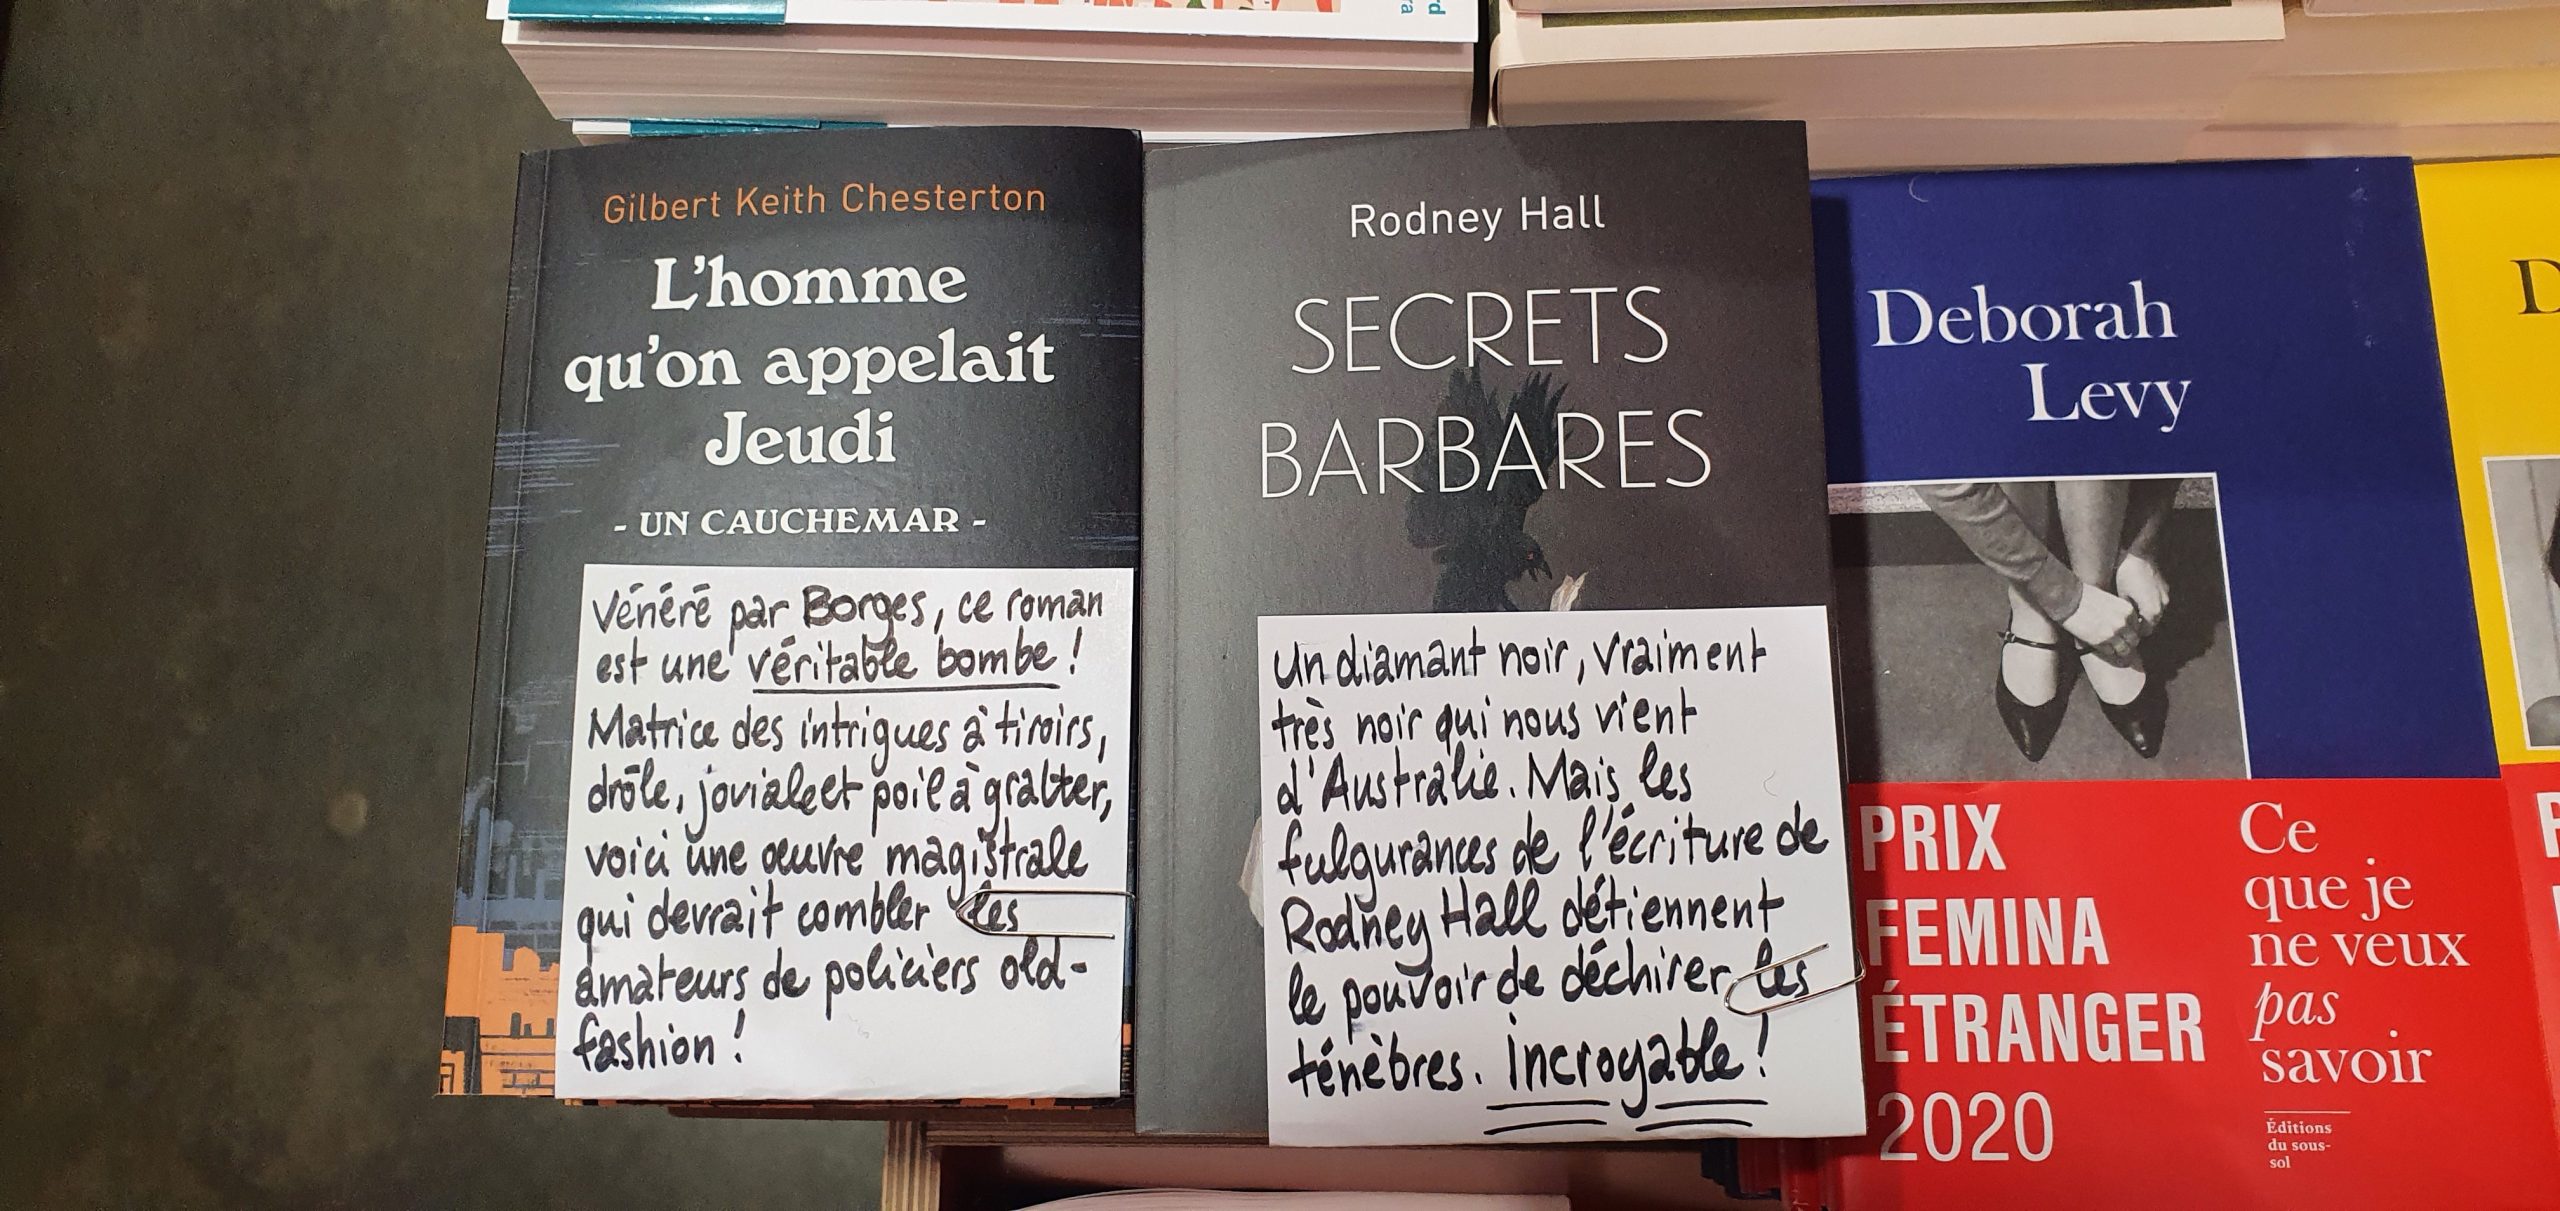 Gilbert Keith Chesterton
L'homme
qu'on appelait
Jeudi
- UN CAUCHEMAR -
Vénéré par Borges, ce roman
est une véritable bombe !
Matrice des intrigues à tiroirs,
drôle, joviale et poil à gratter,
voici une œuvre magistrale
qui devrait combler les
amateurs de policiers old-
fashion !
Rodney Hall
SECRETS
BARBARES
Un diamant noir, vraiment
très noir qui nous vient
d'Australie. Mais les
fulgurances de l'écriture de
Rodney Hall détiennent
le pouvoir de déchirer les
ténèbres. incroyable !
Deborah
Levy
PRIX
FEMINA
ÉTRANGER
2020
Ce
que je
ne veux
pas
savoir
Éditions
du sous-
sol